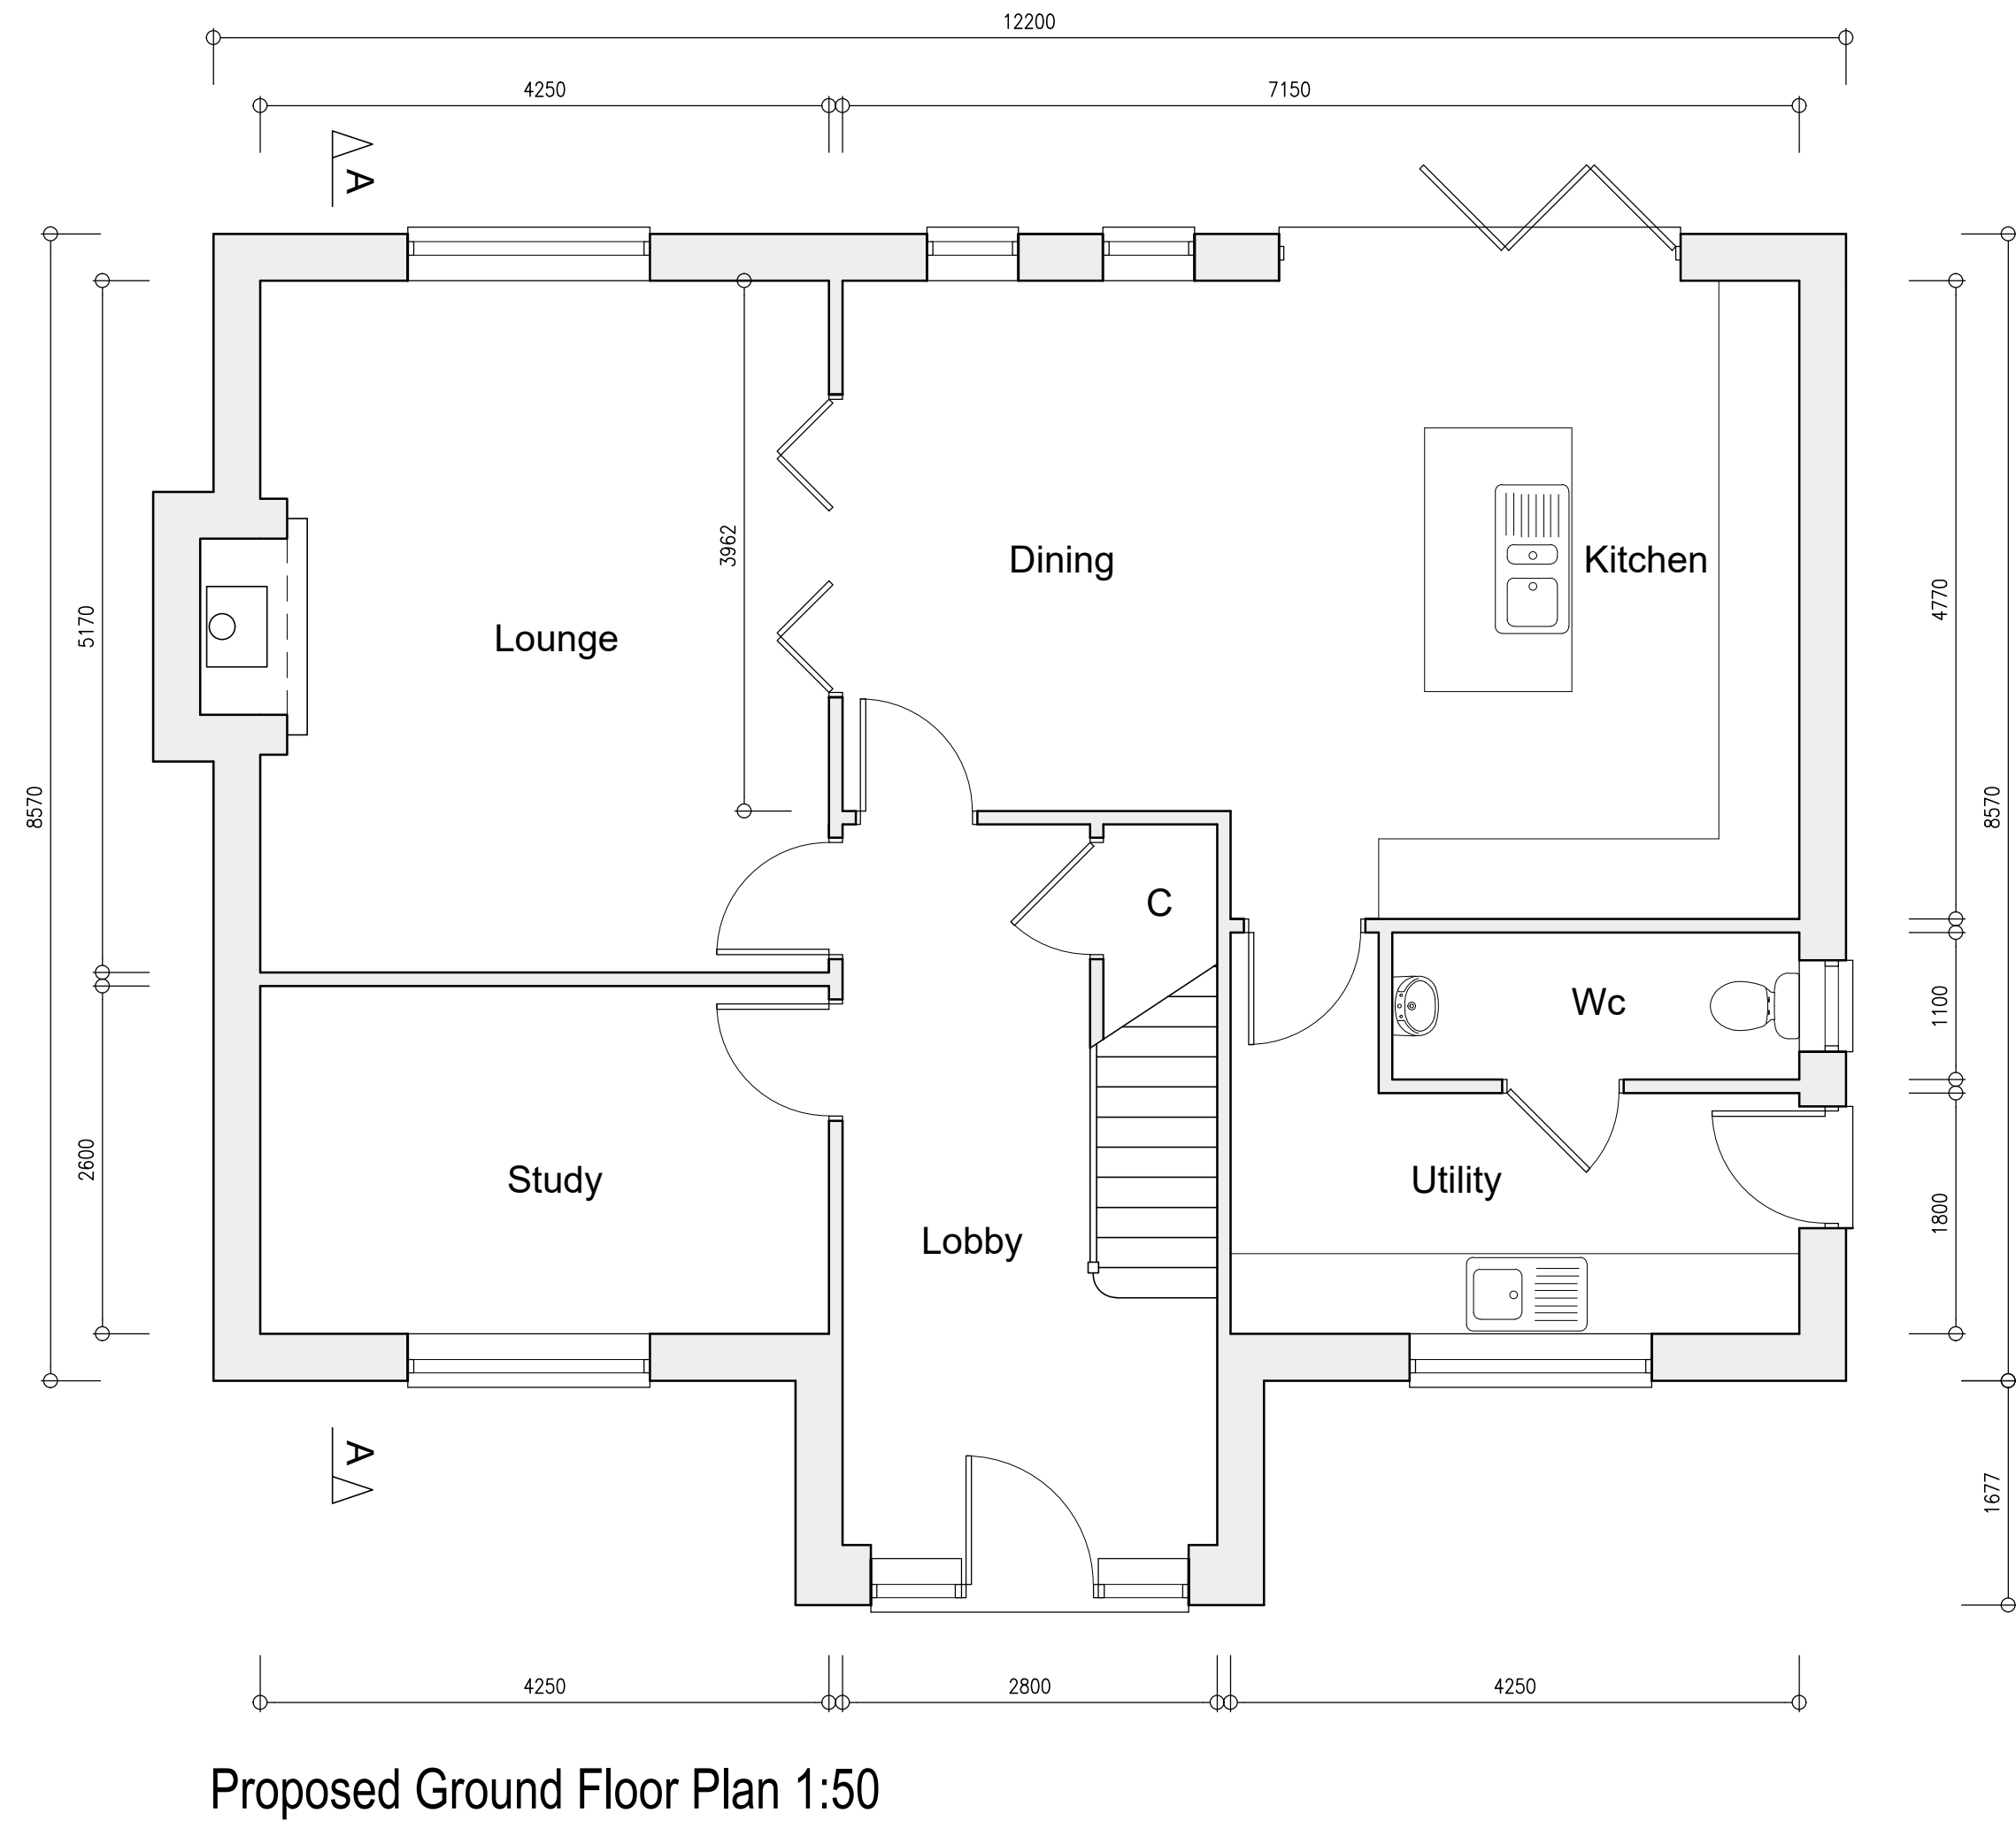 12200
4250
7150
A
Dining
Kitchen
3962
4770
5170
Lounge
8570
8570
C
Wc
1100
2600
Study
Utility
1800
Lobby
A
1677
4250
2800
4250
Proposed Ground Floor Plan 1:50